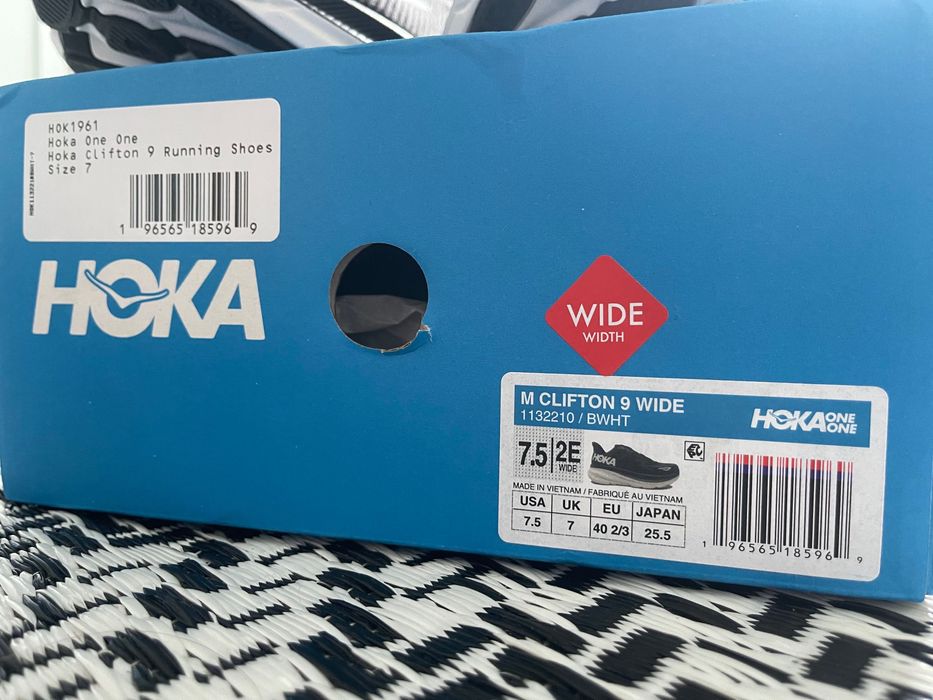 HOK1961
Hoka One One
Hoka Clifton 9 Running Shoes
Size 7
1 96565 18596 9
HOKA
WIDE
WIDTH
M CLIFTON 9 WIDE
1132210 / BWHT
HOKA ONE ONE
7.5 2E WIDE
HOKA
MADE IN VIETNAM / FABRIQUÉ AU VIETNAM
USA UK EU JAPAN
7.5 7 40 2/3 25.5
1 96565 18596 9